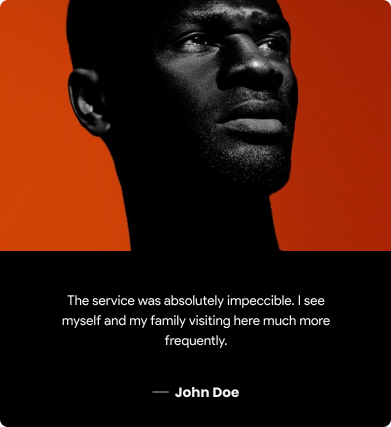 The service was absolutely impeccible. I see
myself and my family visiting here much more
frequently.
— John Doe